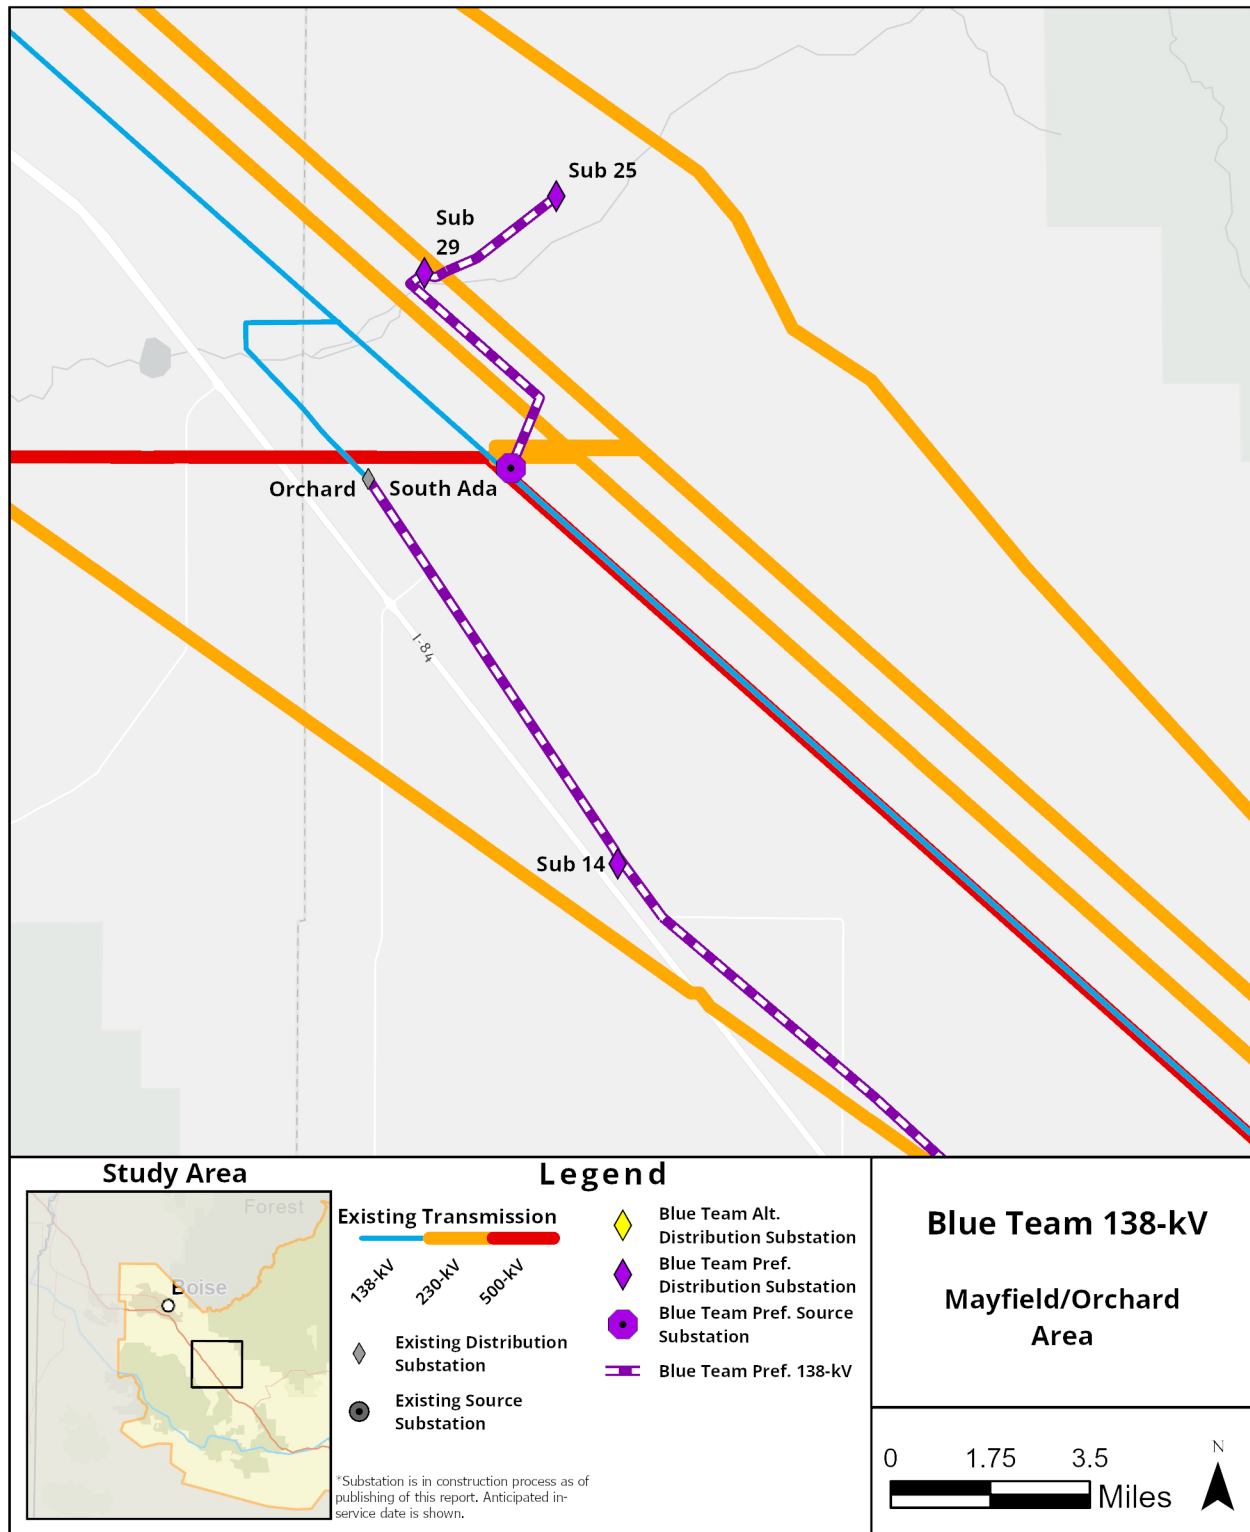 Sub 25
Sub
29
Orchard
South Ada
I-84
Sub 14
Study Area
Forest
Boise
Legend
Existing Transmission
138-kV
230-kV
500-kV
Existing Distribution
Substation
Existing Source
Substation
*Substation is in construction process as of
publishing of this report. Anticipated in-
service date is shown.
Blue Team Alt.
Distribution Substation
Blue Team Pref.
Distribution Substation
Blue Team Pref. Source
Substation
Blue Team Pref. 138-kV
Blue Team 138-kV
Mayfield/Orchard
Area
0 1.75 3.5
Miles
N